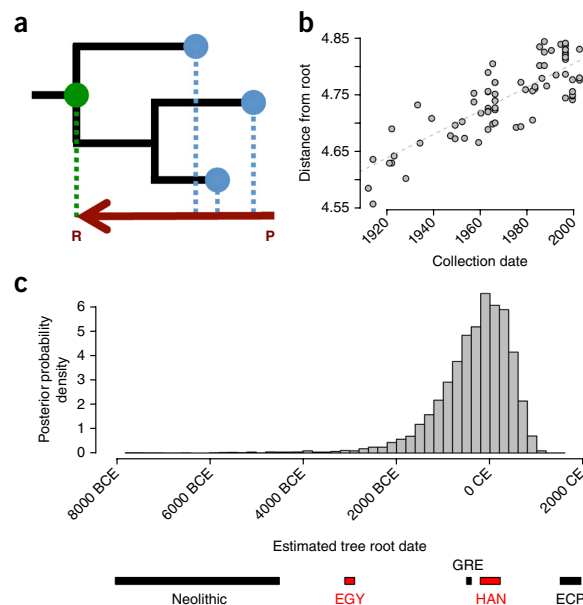 a
R
P
b
Distance from root
4.85
4.75
4.65
4.55
1920
1940
1960
1980
2000
Collection date
c
Posterior probability
density
6
5
4
3
2
1
0
8000 BCE
6000 BCE
4000 BCE
2000 BCE
0 CE
2000 CE
Estimated tree root date
GRE
Neolithic
EGY
HAN
ECP